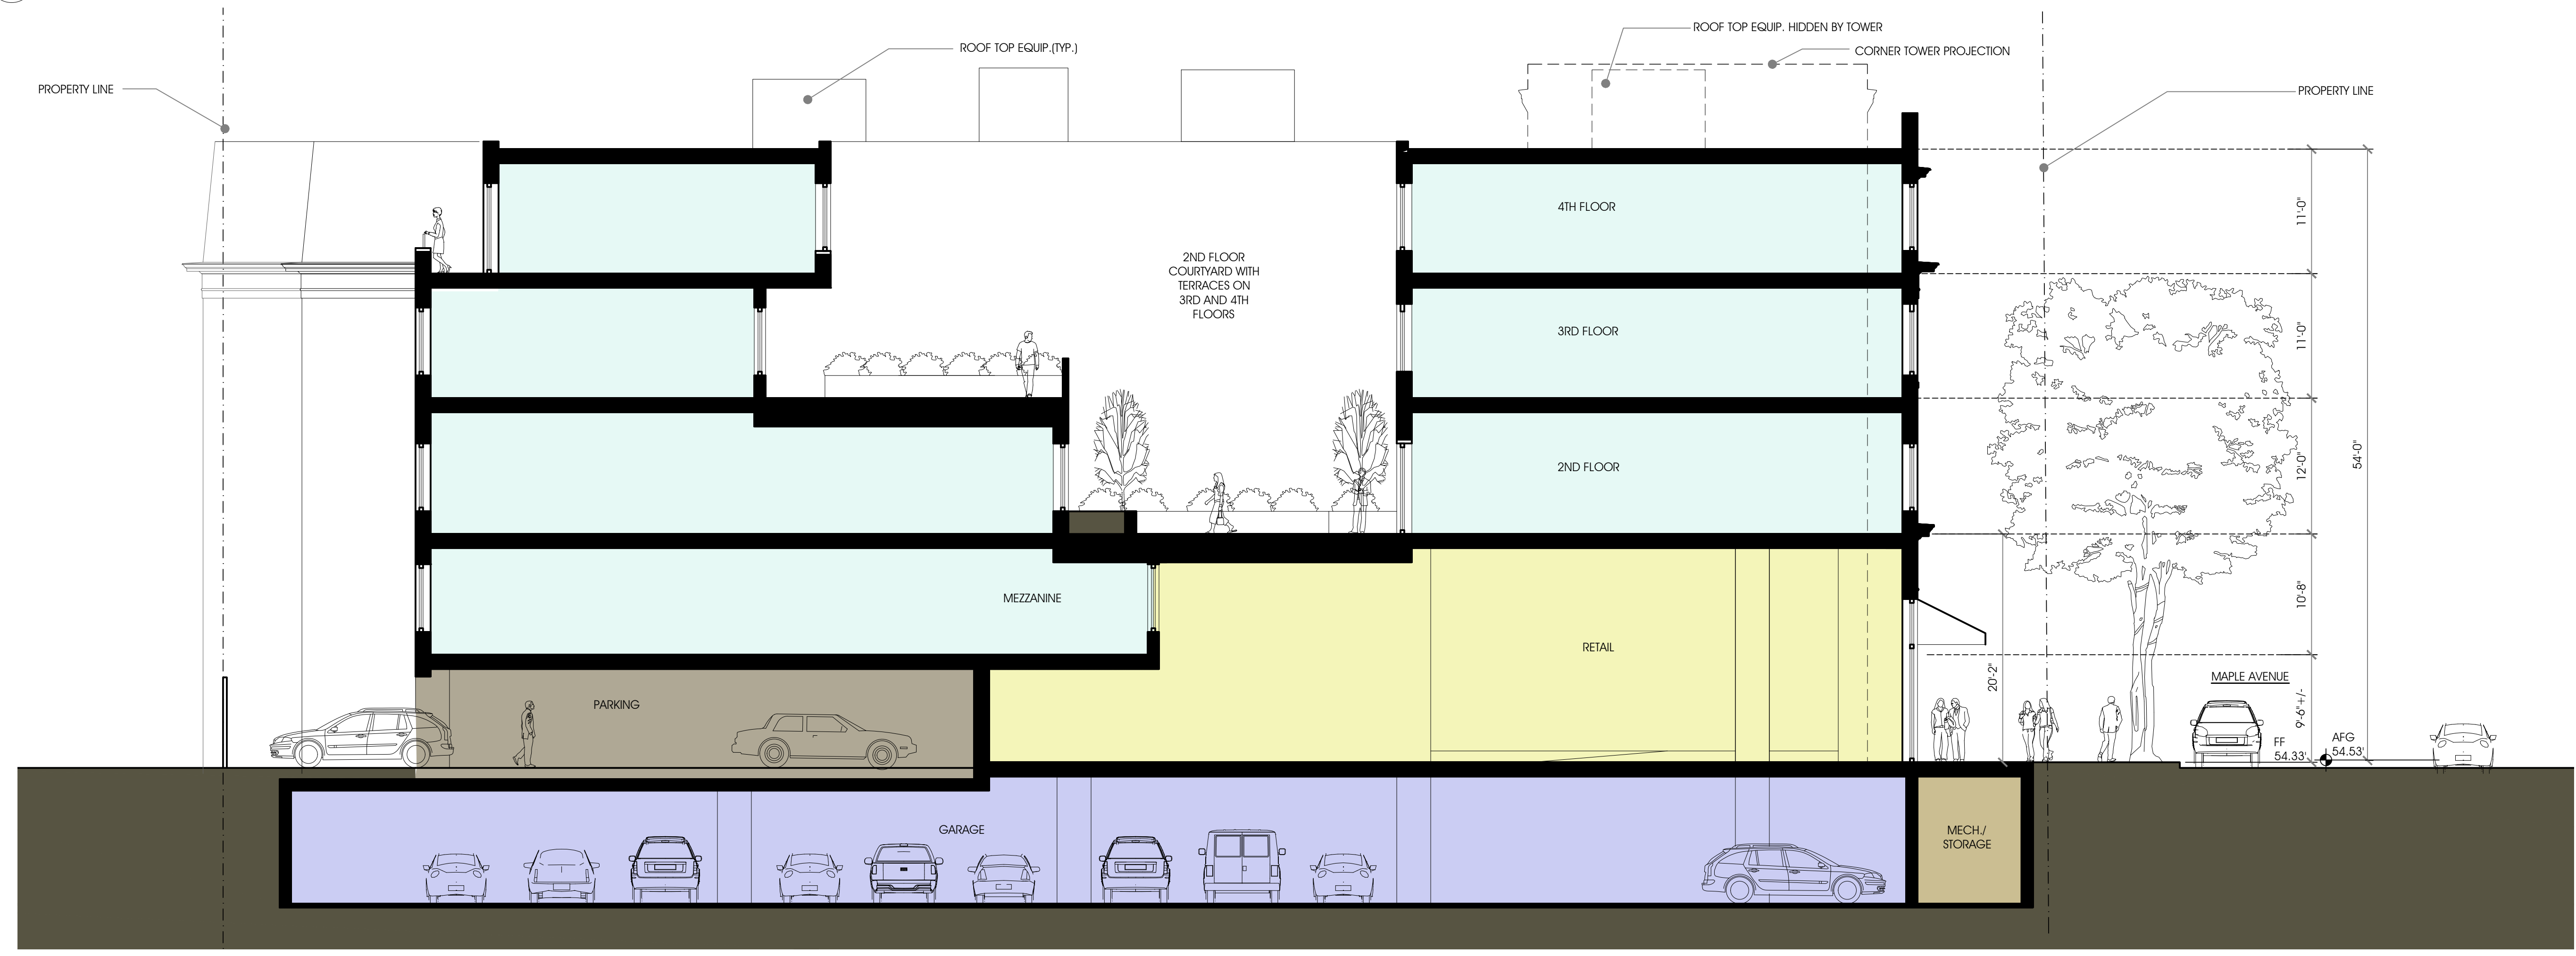 ROOF TOP EQUIP. HIDDEN BY TOWER
ROOF TOP EQUIP.(TYP.)
CORNER TOWER PROJECTION
PROPERTY LINE
PROPERTY LINE
4TH FLOOR
11'-0"
2ND FLOOR
COURTYARD WITH
TERRACES ON
3RD AND 4TH
FLOORS
3RD FLOOR
11'-0"
2ND FLOOR
12'-0"
54'-0"
MEZZANINE
10'-8"
RETAIL
20'-2"
MAPLE AVENUE
PARKING
9'-6"+/-
FF
54.33'
AFG
54.53'
GARAGE
MECH./
STORAGE